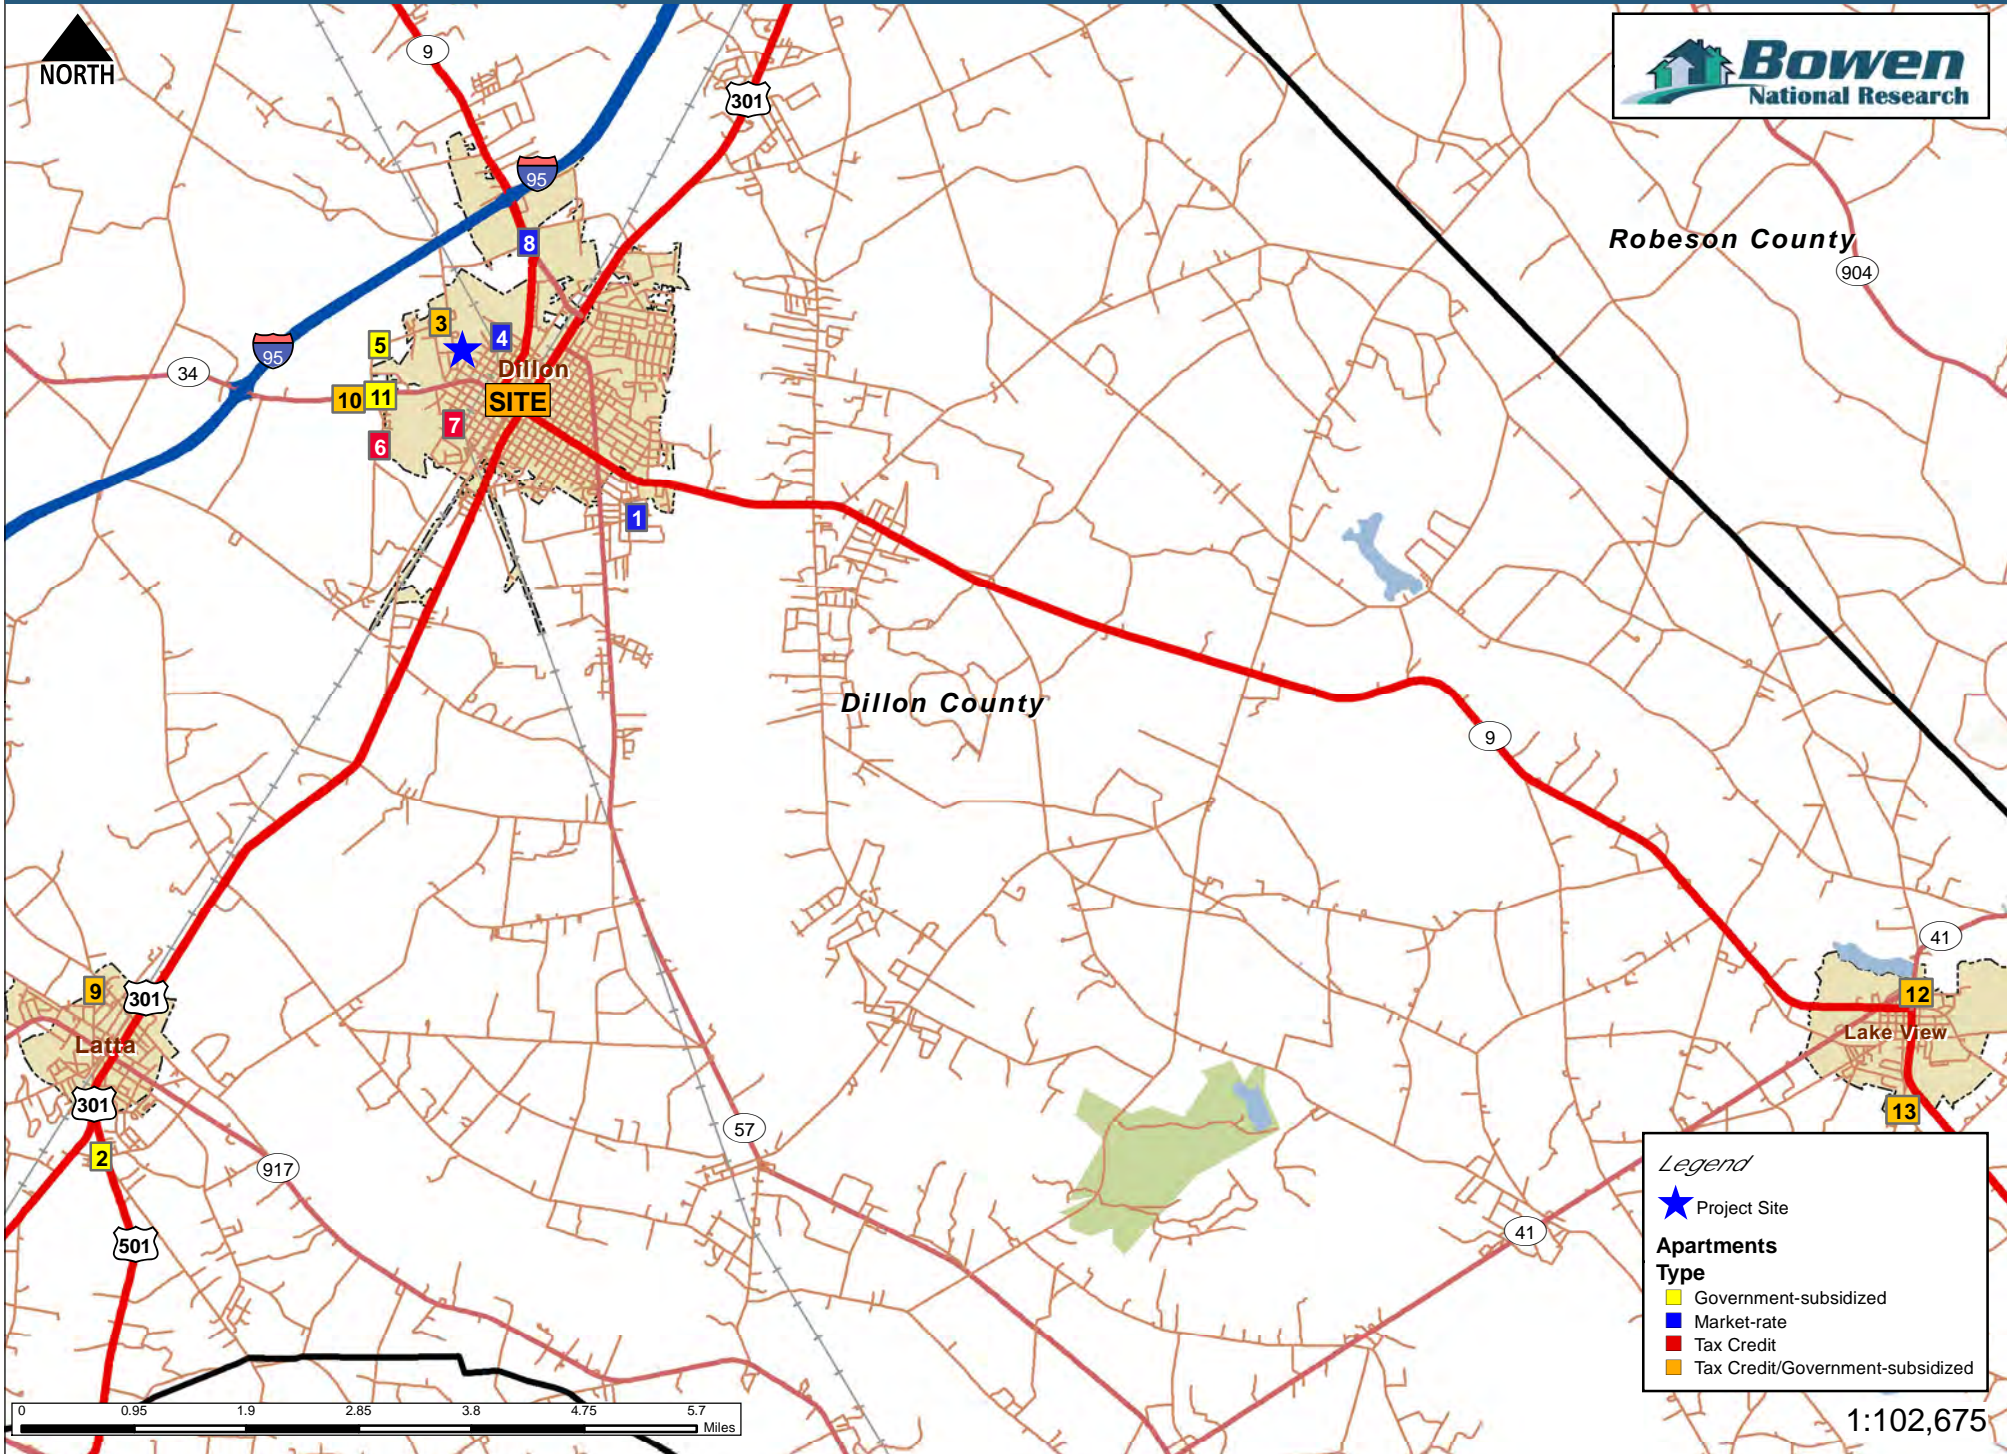 NORTH
9
301
Bowen
National Research
95
Robeson County
904
8
3
4
5
95
34
Dillon
10
11
SITE
7
6
1
Dillon County
9
41
9
301
12
Latta
Lake View
301
13
2
57
917
501
41
Legend
Project Site
Apartments
Type
Government-subsidized
Market-rate
Tax Credit
Tax Credit/Government-subsidized
0 0.95 1.9 2.85 3.8 4.75 5.7
Miles
1:102,675